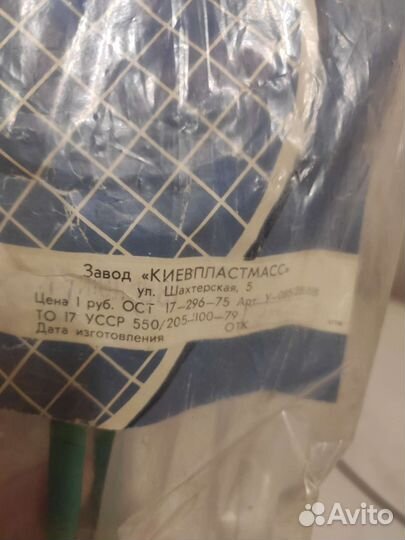 Завод «КИЕВПЛАСТМАСС»
ул. Шахтерская, 5
Цена 1 руб. ОСТ 17-296-75 Арт.
ТО 17 УССР 550/205-100-79
Дата изготовления ОТК
Avito